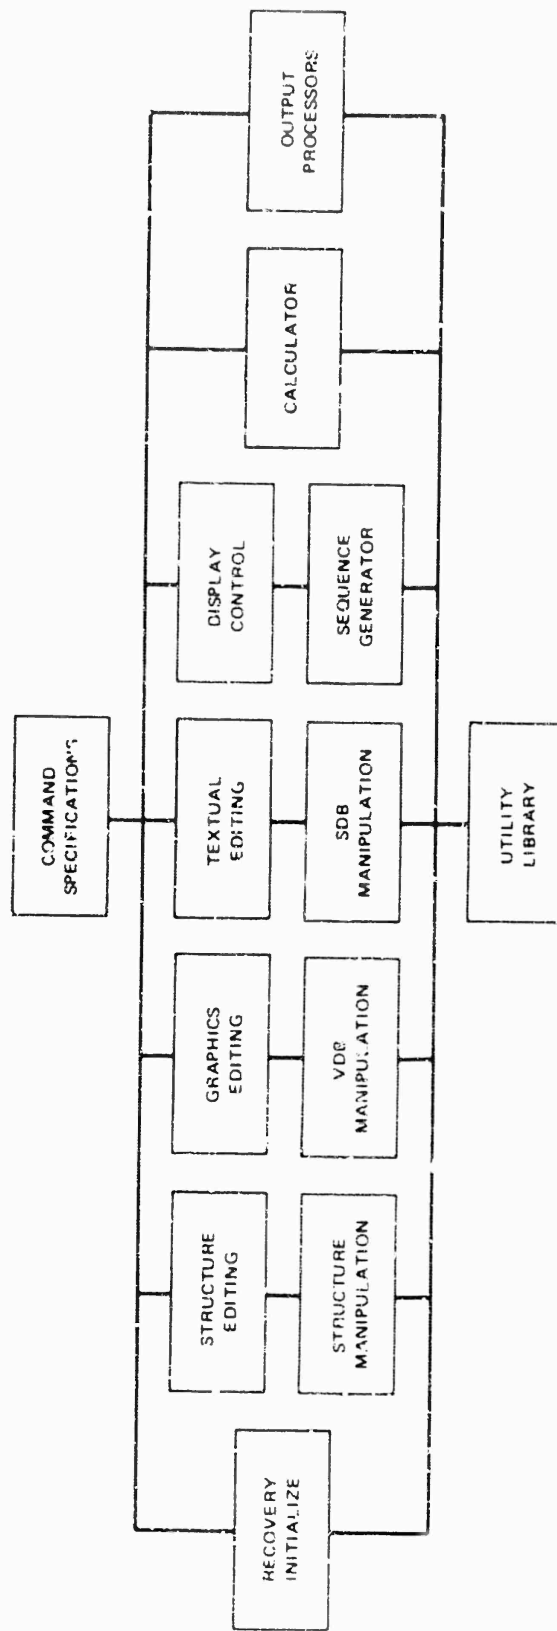 COMMAND
SPECIFICATIONS
RECOVERY
INITIALIZE
STRUCTURE
EDITING
GRAPHICS
EDITING
TEXTUAL
EDITING
DISPLAY
CONTROL
CALCULATOR
OUTPUT
PROCESSORS
STRUCTURE
MANIPULATION
VDB
MANIPULATION
SDB
MANIPULATION
SEQUENCE
GENERATOR
UTILITY
LIBRARY